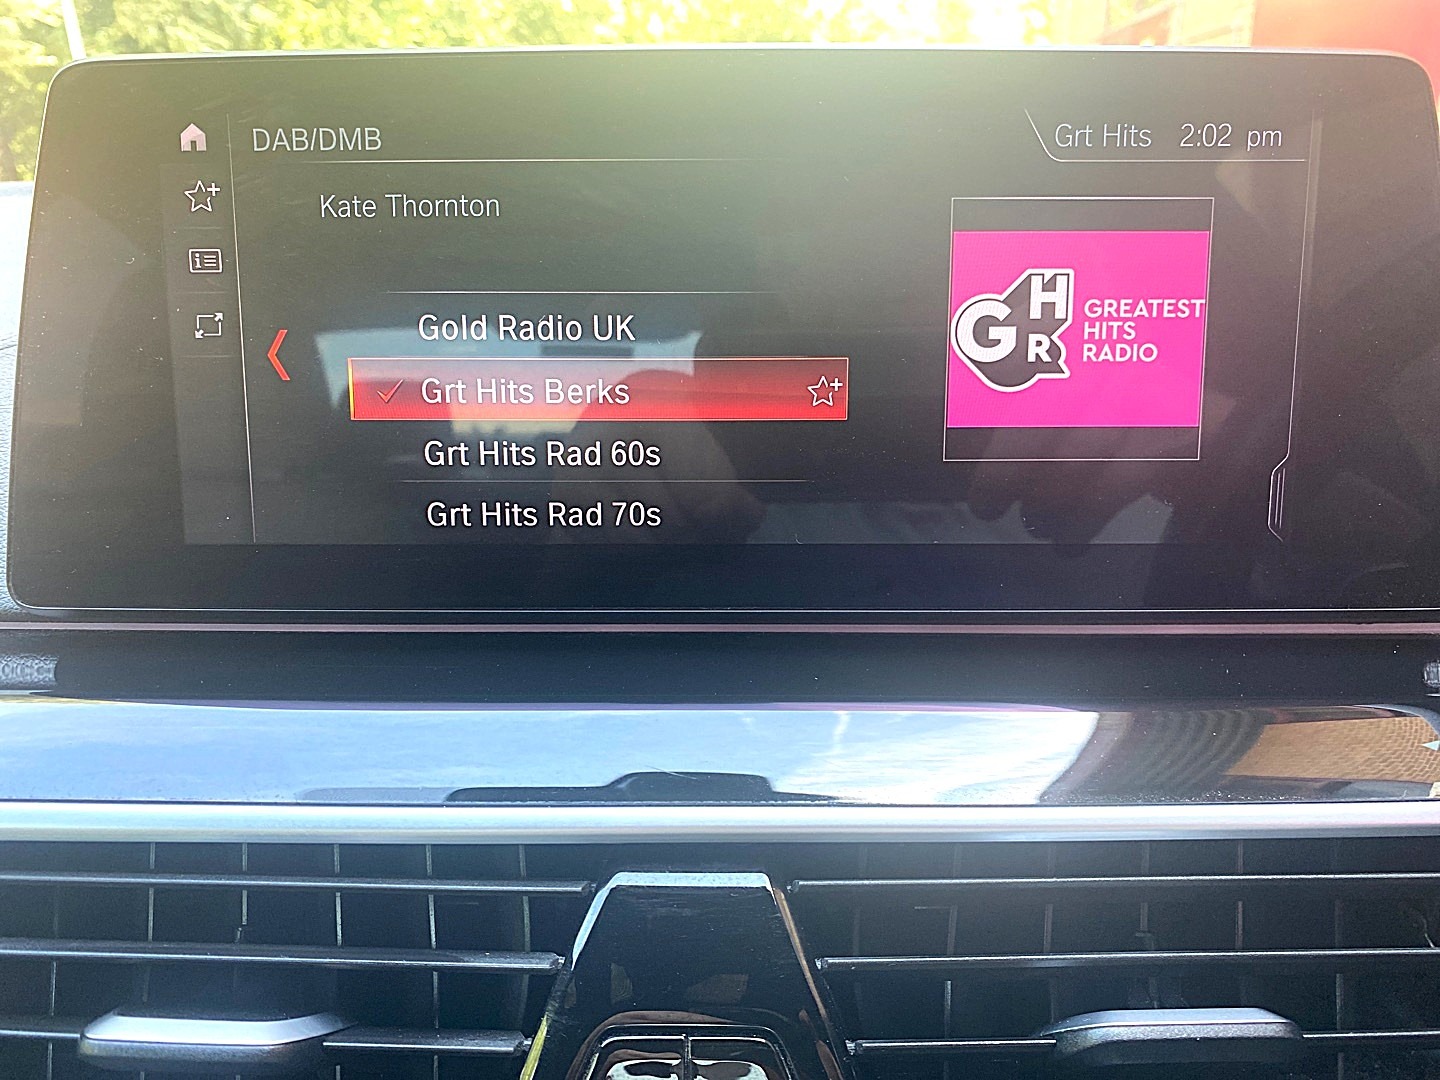 DAB/DMB
Grt Hits 2:02 pm
Kate Thornton
Gold Radio UK
Grt Hits Berks
Grt Hits Rad 60s
Grt Hits Rad 70s
GHR
GREATEST
HITS
RADIO